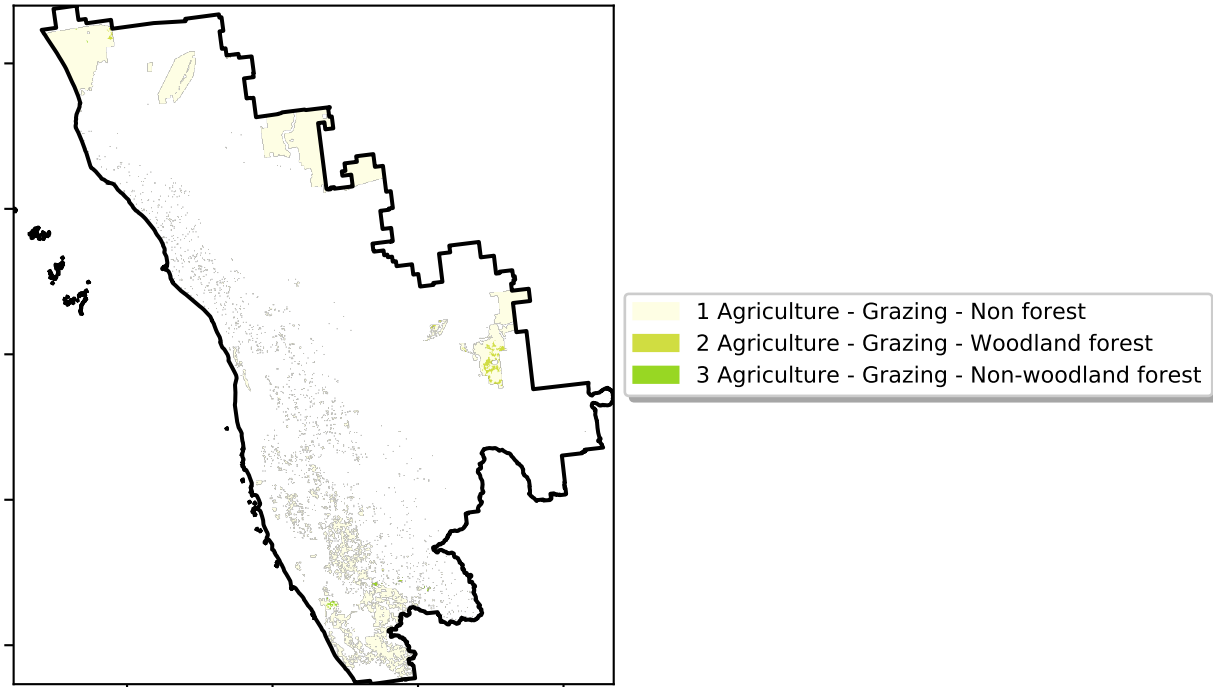 1 Agriculture - Grazing - Non forest
2 Agriculture - Grazing - Woodland forest
3 Agriculture - Grazing - Non-woodland forest